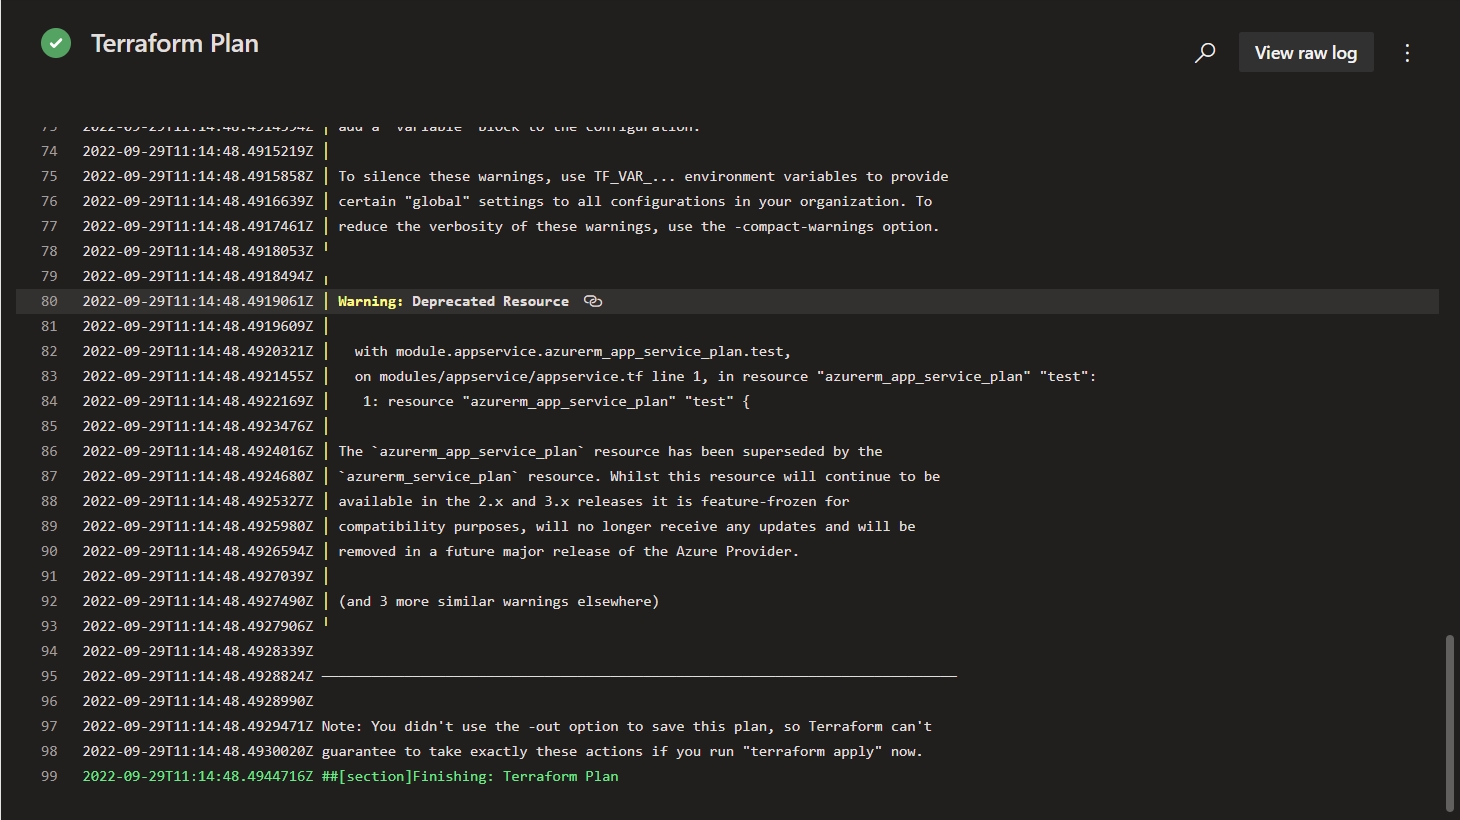 Terraform Plan
View raw log
73 2022-09-29T11:14:48.4914594Z | add a `variable` block to the configuration.
74 2022-09-29T11:14:48.4915219Z |
75 2022-09-29T11:14:48.4915858Z | To silence these warnings, use TF_VAR_... environment variables to provide
76 2022-09-29T11:14:48.4916639Z | certain "global" settings to all configurations in your organization. To
77 2022-09-29T11:14:48.4917461Z | reduce the verbosity of these warnings, use the -compact-warnings option.
78 2022-09-29T11:14:48.4918053Z ╵
79 2022-09-29T11:14:48.4918494Z ╷
80 2022-09-29T11:14:48.4919061Z | Warning: Deprecated Resource
81 2022-09-29T11:14:48.4919609Z |
82 2022-09-29T11:14:48.4920321Z |   with module.appservice.azurerm_app_service_plan.test,
83 2022-09-29T11:14:48.4921455Z |   on modules/appservice/appservice.tf line 1, in resource "azurerm_app_service_plan" "test":
84 2022-09-29T11:14:48.4922169Z |    1: resource "azurerm_app_service_plan" "test" {
85 2022-09-29T11:14:48.4923476Z |
86 2022-09-29T11:14:48.4924016Z | The `azurerm_app_service_plan` resource has been superseded by the
87 2022-09-29T11:14:48.4924680Z | `azurerm_service_plan` resource. Whilst this resource will continue to be
88 2022-09-29T11:14:48.4925327Z | available in the 2.x and 3.x releases it is feature-frozen for
89 2022-09-29T11:14:48.4925980Z | compatibility purposes, will no longer receive any updates and will be
90 2022-09-29T11:14:48.4926594Z | removed in a future major release of the Azure Provider.
91 2022-09-29T11:14:48.4927039Z |
92 2022-09-29T11:14:48.4927490Z | (and 3 more similar warnings elsewhere)
93 2022-09-29T11:14:48.4927906Z ╵
94 2022-09-29T11:14:48.4928339Z
95 2022-09-29T11:14:48.4928824Z ─────────────────────────────────────────────────────────────────────────────
96 2022-09-29T11:14:48.4928990Z
97 2022-09-29T11:14:48.4929471Z Note: You didn't use the -out option to save this plan, so Terraform can't
98 2022-09-29T11:14:48.4930020Z guarantee to take exactly these actions if you run "terraform apply" now.
99 2022-09-29T11:14:48.4944716Z ##[section]Finishing: Terraform Plan